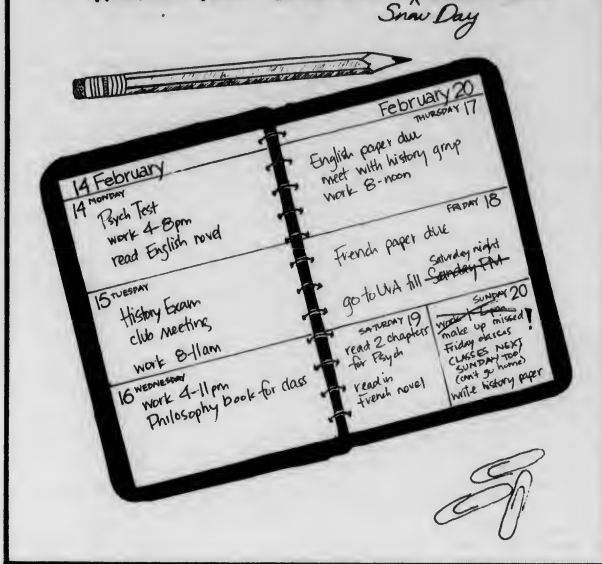 Snow Day
14 February
14 MONDAY
Psych Test
work 4-8pm
read English novel
15 TUESDAY
History Exam
club meeting
work 8-11am
16 WEDNESDAY
work 4-11pm
Philosophy book for class
February 20
THURSDAY 17
English paper due
meet with history group
work 8-noon
FRIDAY 18
French paper due
Saturday night
go to UVA till Sunday PM
SATURDAY 19
read 2 chapters
for Psych
read in
French novel
SUNDAY 20
make up missed
Friday classes!
CLASSES NEXT
SUNDAY TOO!
(can't go home)
write history paper